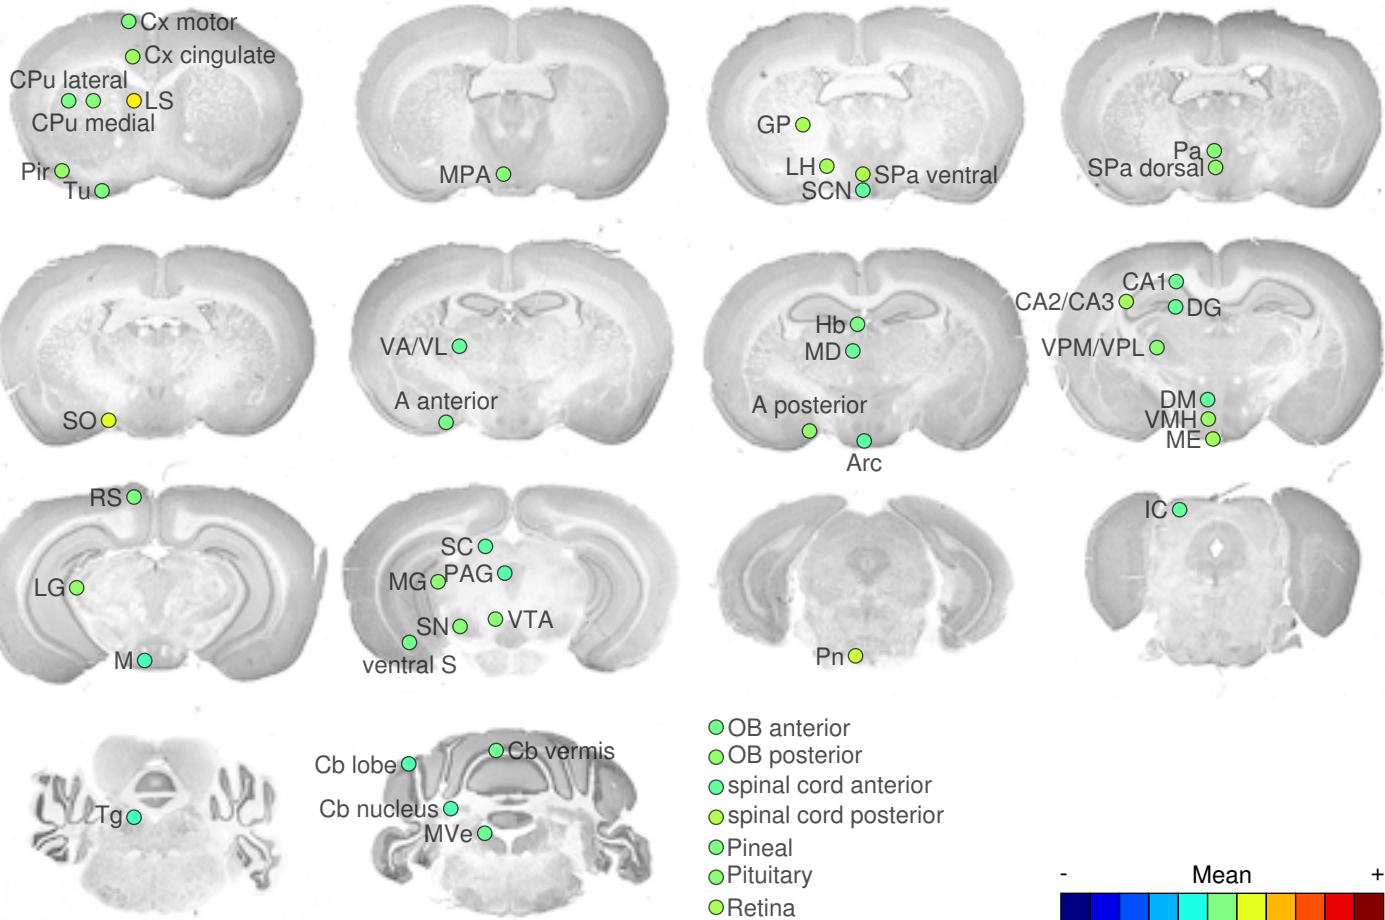 Cx motor
Cx cingulate
CPu lateral
LS
CPu medial
Pir
Tu
MPA
GP
LH
SPa ventral
SCN
Pa
SPa dorsal
SO
VA/VL
A anterior
Hb
MD
A posterior
Arc
CA1
CA2/CA3
DG
VPM/VPL
DM
VMH
ME
RS
LG
M
SC
MG
PAG
SN
VTA
ventral S
Pn
IC
Tg
Cb lobe
Cb vermis
Cb nucleus
MVe
OB anterior
OB posterior
spinal cord anterior
spinal cord posterior
Pineal
Pituitary
Retina
- Mean +